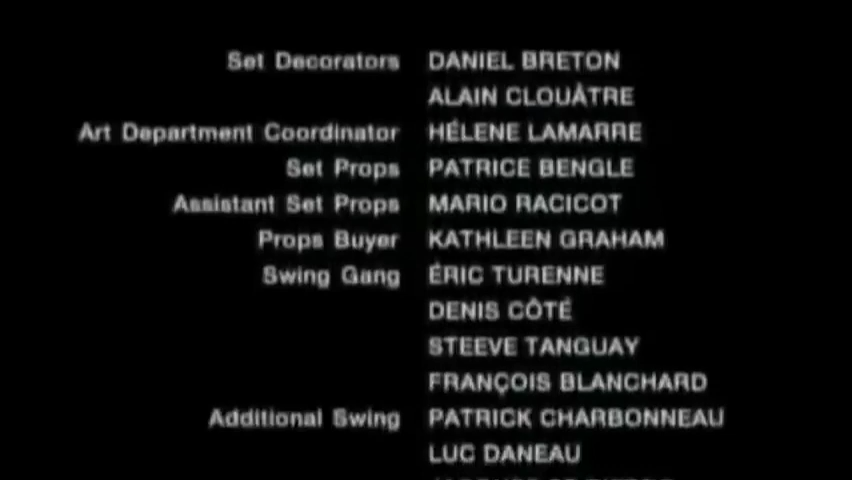 Set Decorators DANIEL BRETON
ALAIN CLOUÂTRE
Art Department Coordinator HÉLENE LAMARRE
Set Props PATRICE BENGLE
Assistant Set Props MARIO RACICOT
Props Buyer KATHLEEN GRAHAM
Swing Gang ÉRIC TURENNE
DENIS CÔTÉ
STEEVE TANGUAY
FRANÇOIS BLANCHARD
Additional Swing PATRICK CHARBONNEAU
LUC DANEAU